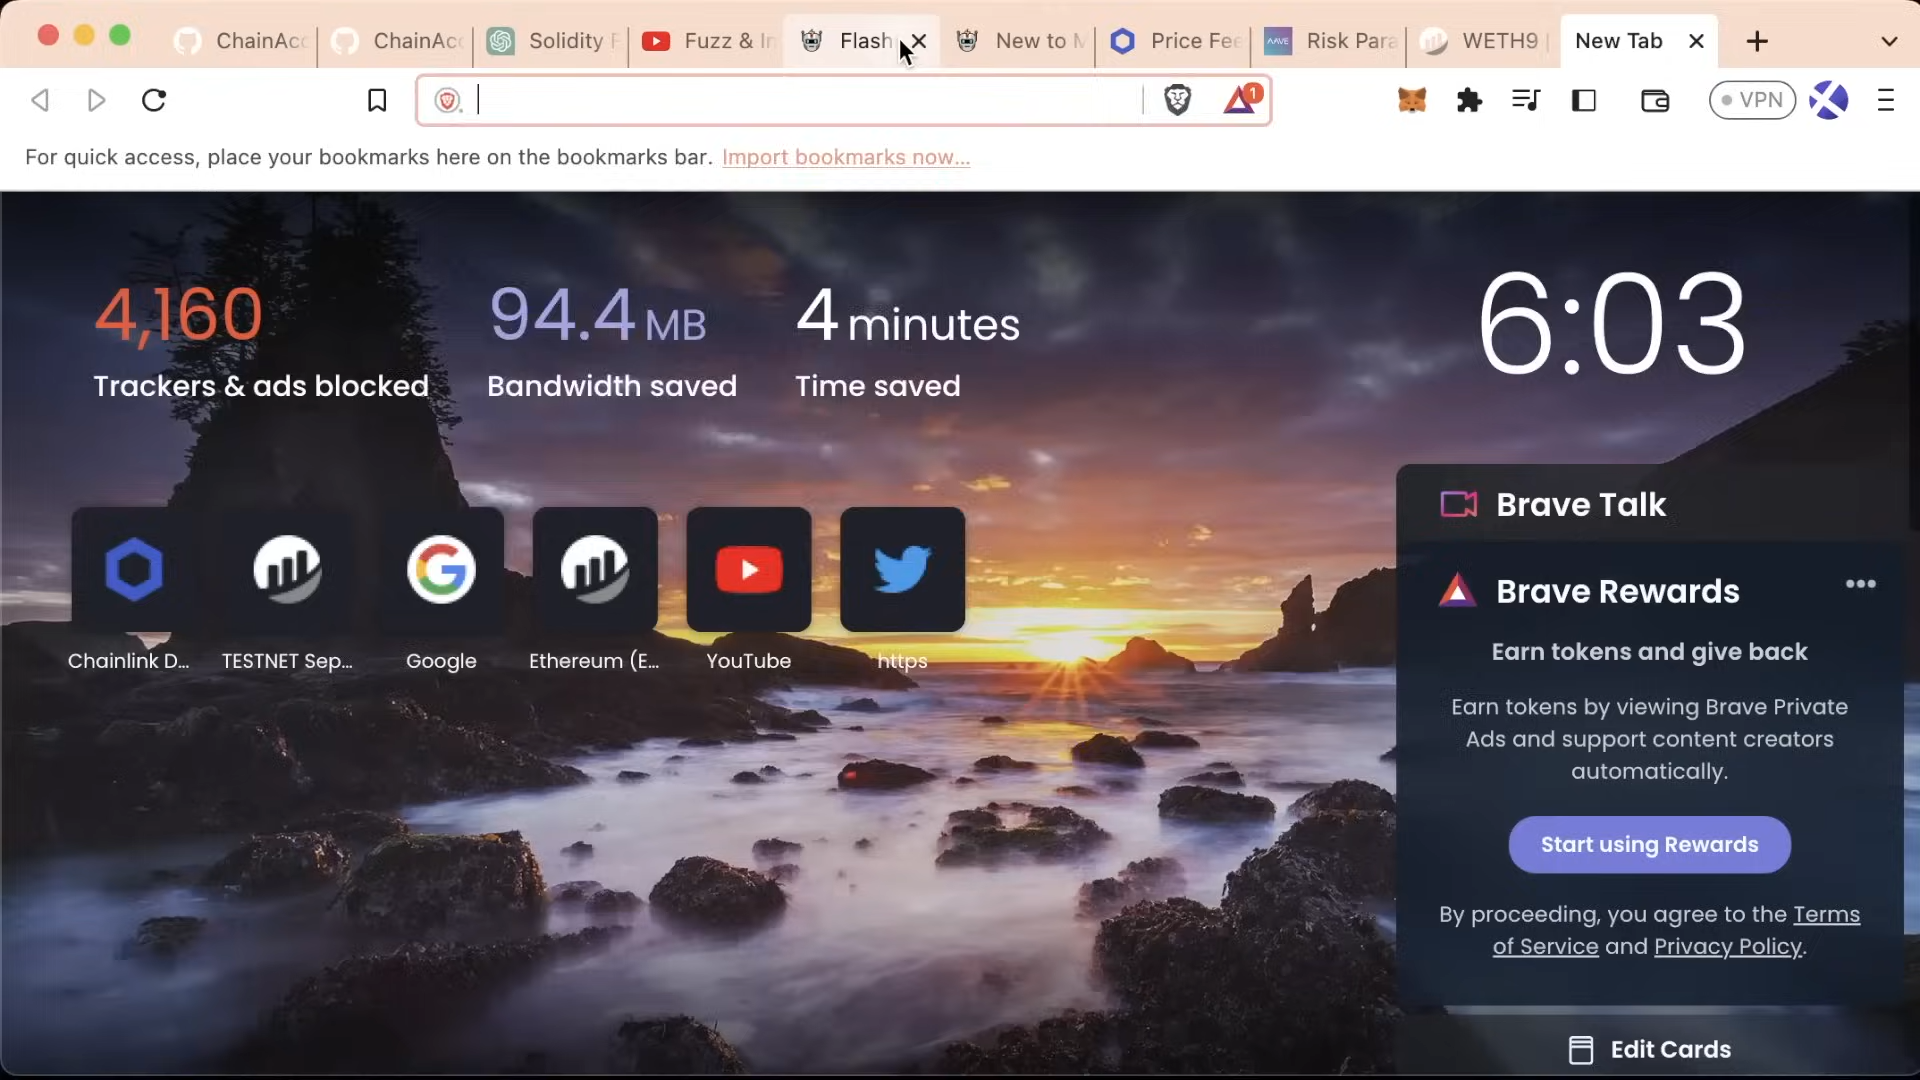 ChainAcc
ChainAcc
Solidity F
Fuzz & In
Flash
New to M
Price Fee
AAVE
Risk Para
WETH9
New Tab
1
VPN
For quick access, place your bookmarks here on the bookmarks bar. Import bookmarks now...
4,160
Trackers & ads blocked
94.4 MB
Bandwidth saved
4 minutes
Time saved
6:03
Chainlink D...
TESTNET Sep...
Google
Ethereum (E...
YouTube
https
Brave Talk
Brave Rewards
Earn tokens and give back
Earn tokens by viewing Brave Private
Ads and support content creators
automatically.
Start using Rewards
By proceeding, you agree to the Terms
of Service and Privacy Policy.
Edit Cards